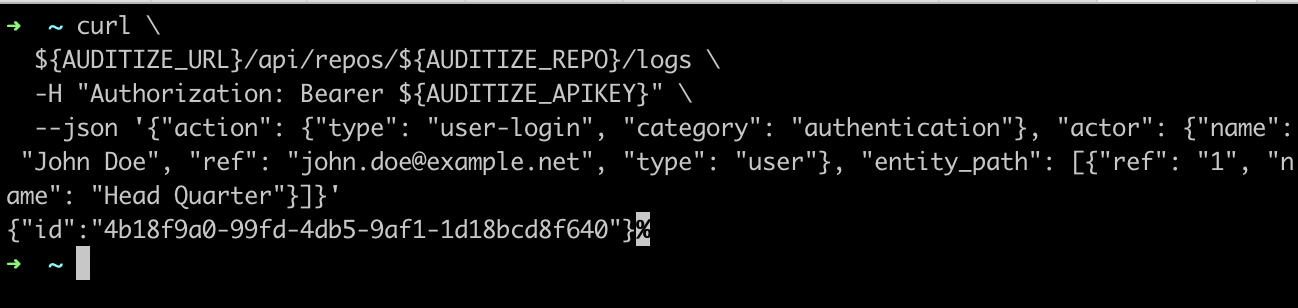 ➜  ~ curl \
  ${AUDITIZE_URL}/api/repos/${AUDITIZE_REPO}/logs \
  -H "Authorization: Bearer ${AUDITIZE_APIKEY}" \
  --json '{"action": {"type": "user-login", "category": "authentication"}, "actor": {"name":
 "John Doe", "ref": "john.doe@example.net", "type": "user"}, "entity_path": [{"ref": "1", "n
ame": "Head Quarter"}]}'
{"id":"4b18f9a0-99fd-4db5-9af1-1d18bcd8f640"}%
➜  ~